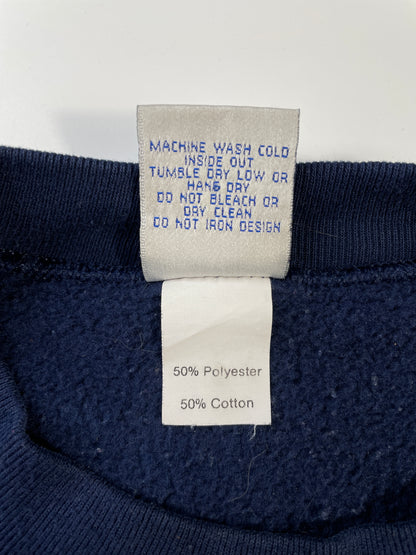 MACHINE WASH COLD
INSIDE OUT
TUMBLE DRY LOW OR
HANG DRY
DO NOT BLEACH OR
DRY CLEAN
DO NOT IRON DESIGN
50% Polyester
50% Cotton